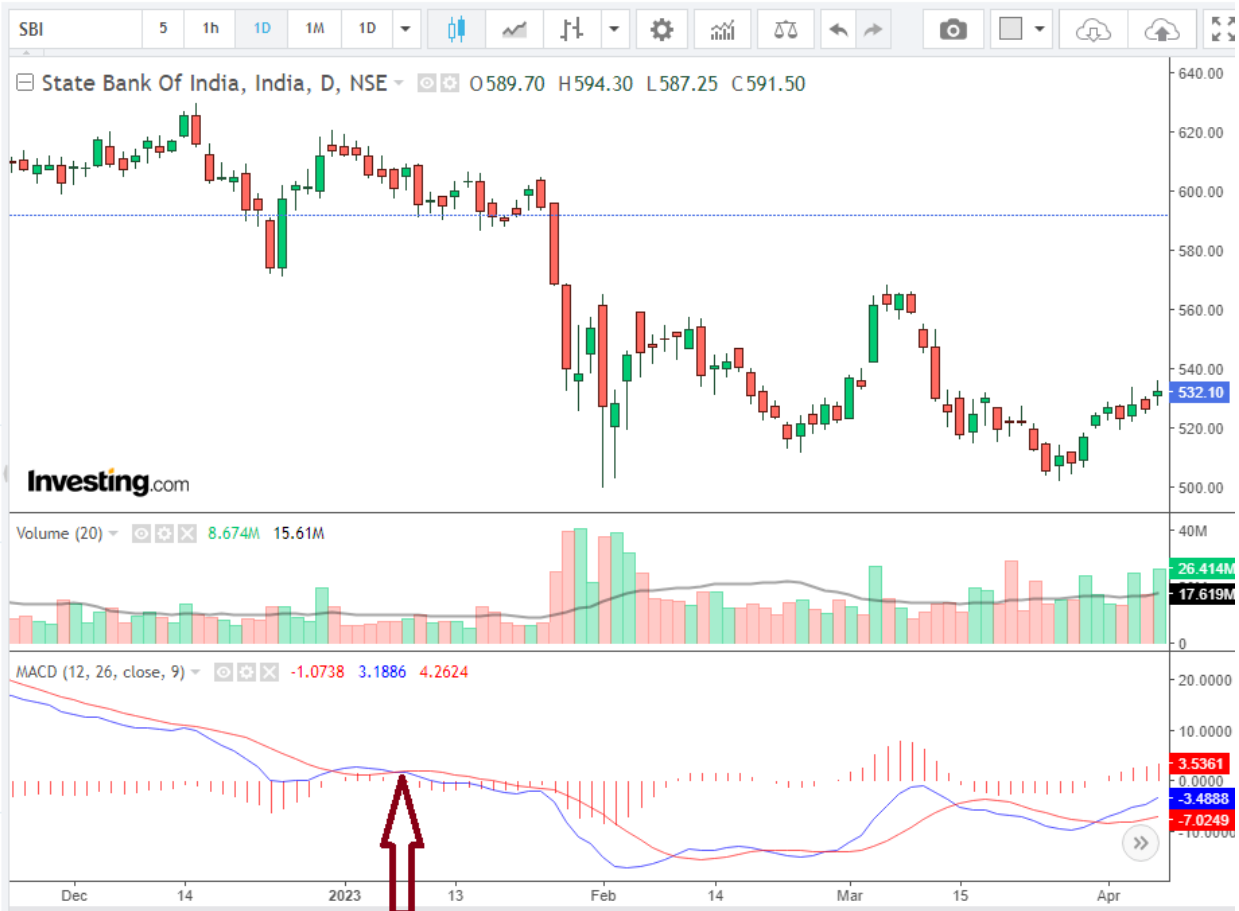 SBI 5 1h 1D 1M 1D
State Bank Of India, India, D, NSE O589.70 H594.30 L587.25 C591.50
640.00
620.00
600.00
580.00
560.00
540.00
532.10
520.00
500.00
Investing.com
Volume (20) 8.674M 15.61M
40M
26.414M
17.619M
0
MACD (12, 26, close, 9) -1.0738 3.1886 4.2624
20.0000
10.0000
3.5361
0.0000
-3.4888
-7.0249
-10.0000
Dec 14 2023 13 Feb 14 Mar 15 Apr